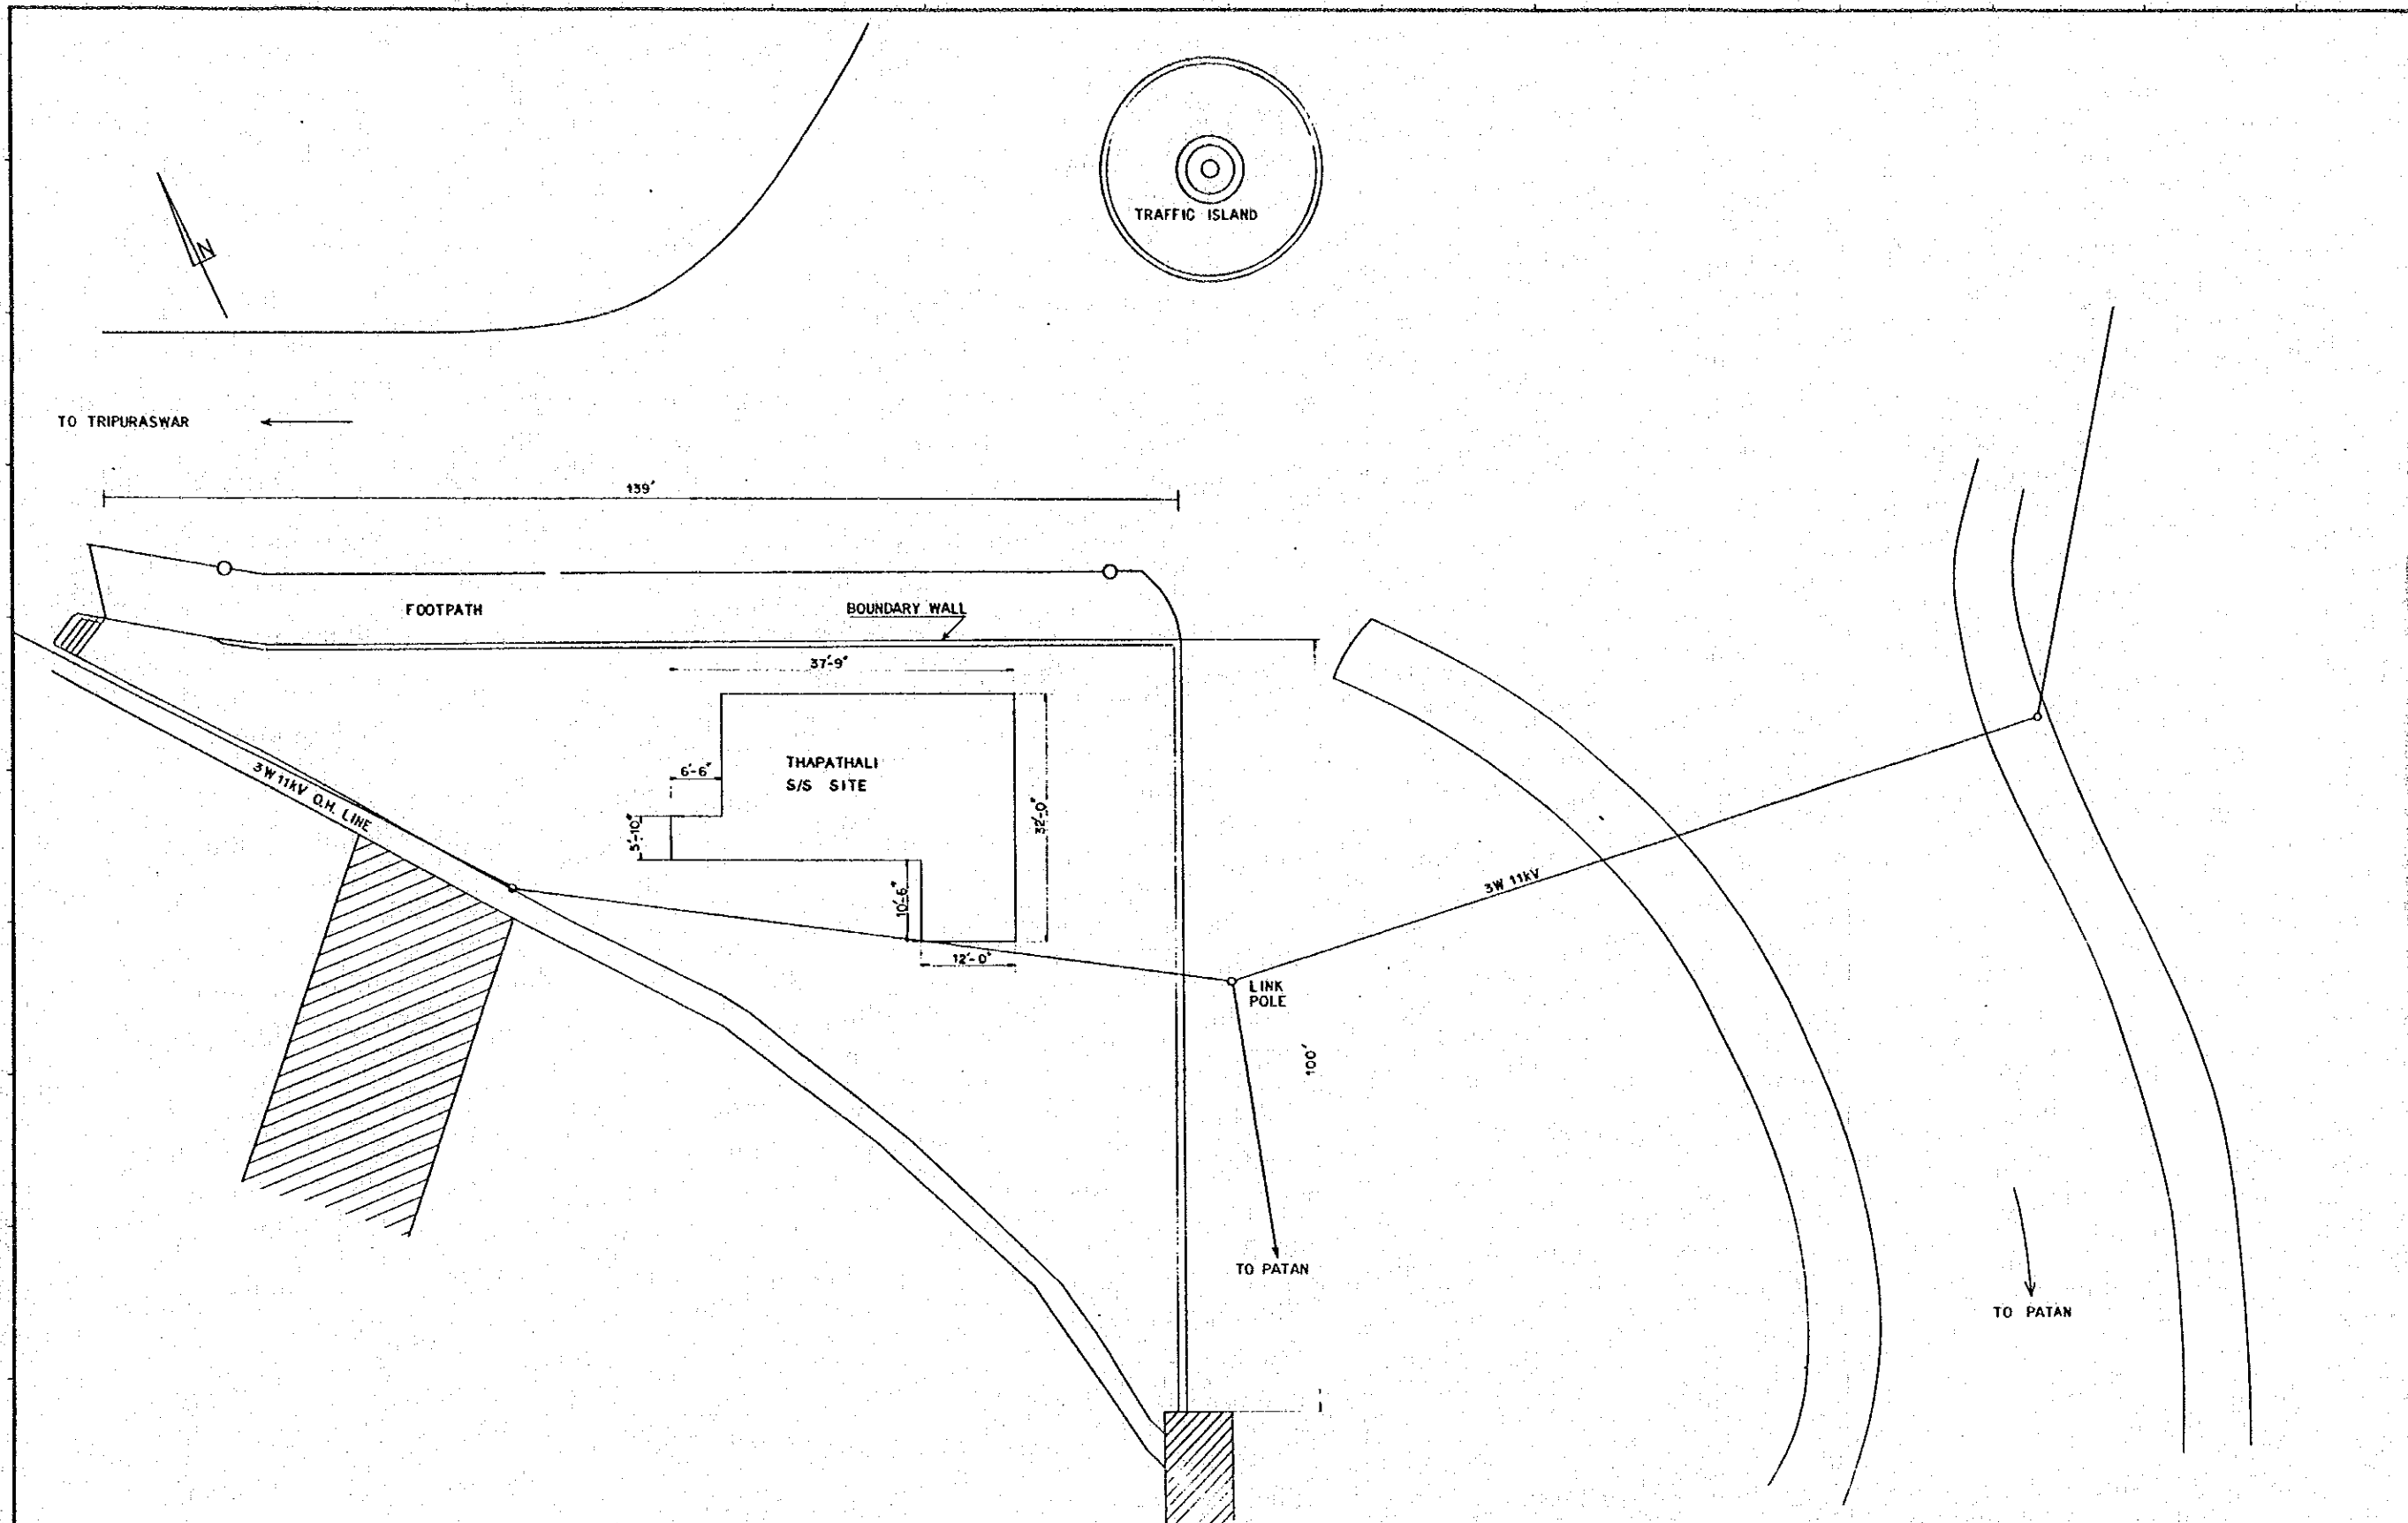 TRAFFIC ISLAND
N
TO TRIPURASWAR
139'
FOOTPATH
BOUNDARY WALL
37'-9"
THAPATHALI
S/S SITE
6'-6"
5'-10"
32'-0"
3W 11kV O.H. LINE
10'-6"
12'-0"
3W 11kV
LINK
POLE
100'
TO PATAN
TO PATAN